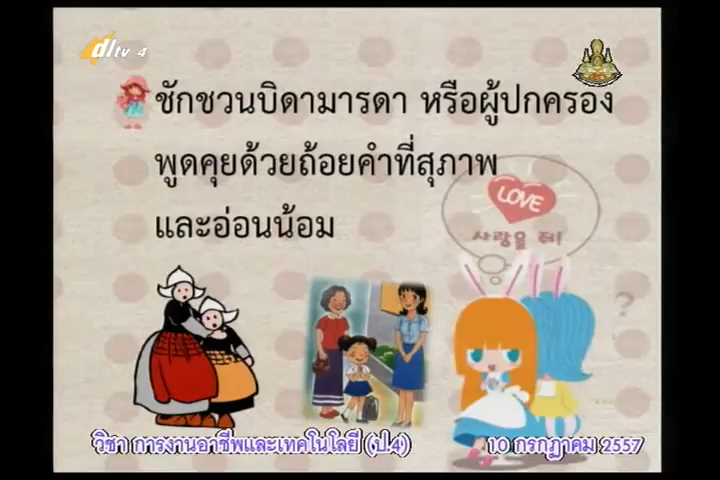 dltv 4
ชักชวนบิดามารดา หรือผู้ปกครอง
พูดคุยด้วยถ้อยคำที่สุภาพ
และอ่อนน้อม
LOVE
?
วิชา การงานอาชีพและเทคโนโลยี (ป.4)
10 กรกฎาคม 2557